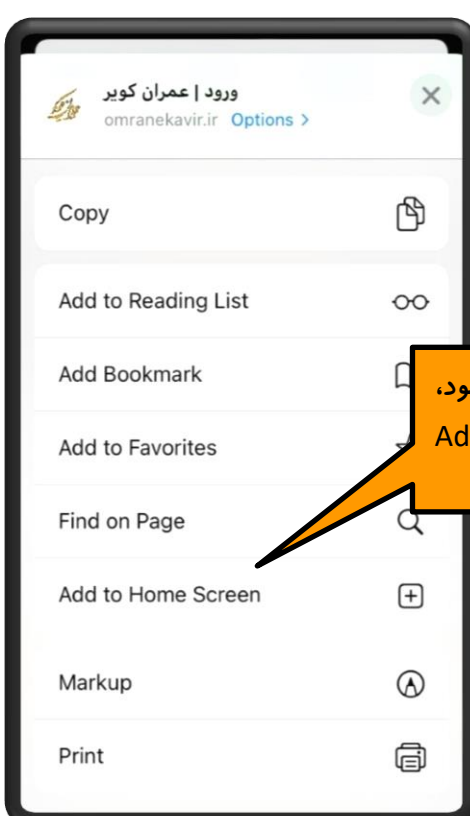 ورود | عمران کویر
omranekavir.ir Options >
Copy
Add to Reading List
Add Bookmark
Add to Favorites
Find on Page
Add to Home Screen
Markup
Print